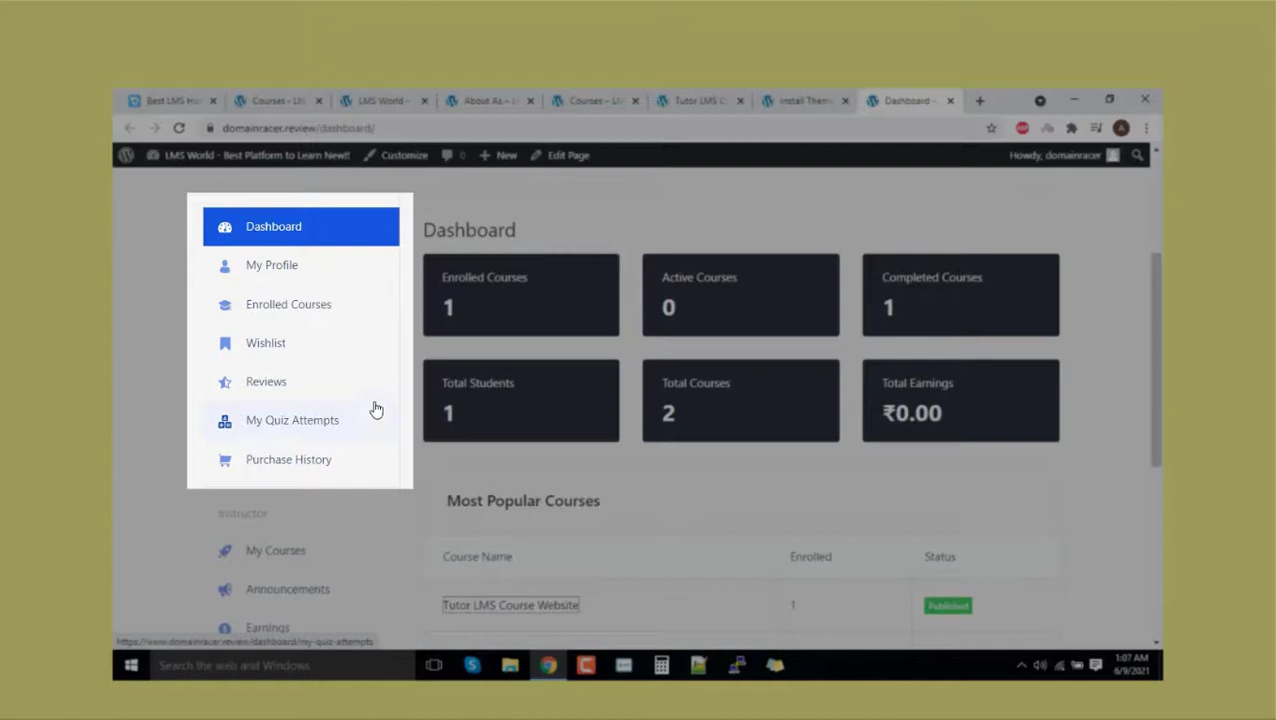 Best LMS Ho
Courses – LM
LMS World –
About As – L
Courses – LM
Tutor LMS C
Install Them
Dashboard –
domainracer.review/dashboard/
LMS World - Best Platform to Learn New!!
Customize
0
New
Edit Page
Howdy, domainracer
Dashboard
My Profile
Enrolled Courses
Wishlist
Reviews
My Quiz Attempts
Purchase History
Instructor
My Courses
Announcements
Earnings
Dashboard
Enrolled Courses
1
Active Courses
0
Completed Courses
1
Total Students
1
Total Courses
2
Total Earnings
₹0.00
Most Popular Courses
Course Name
Enrolled
Status
Tutor LMS Course Website
1
Published
https://www.domainracer.review/dashboard/my-quiz-attempts
Search the web and Windows
1:07 AM
6/9/2021